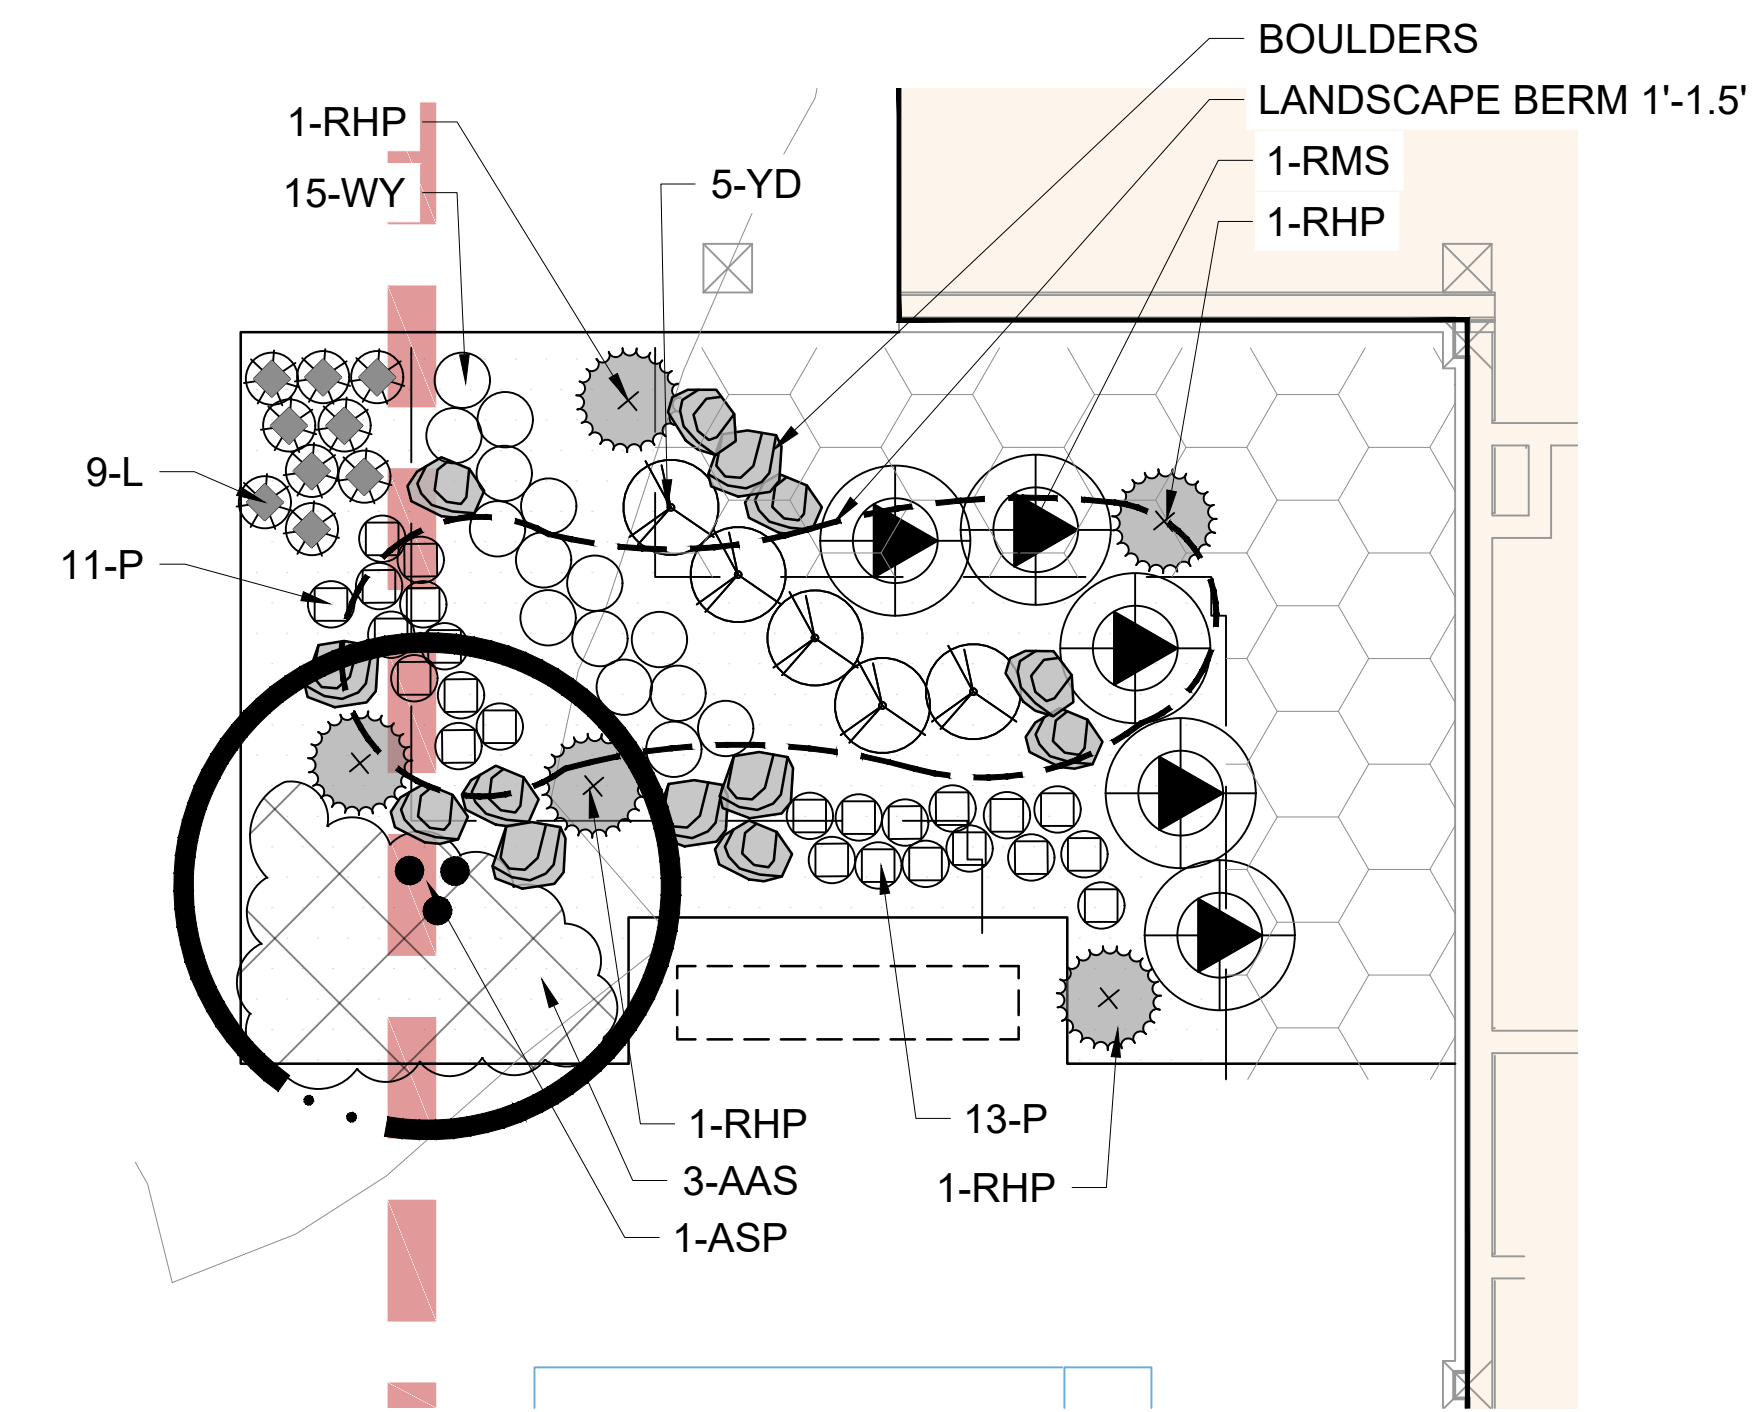 BOULDERS
LANDSCAPE BERM 1'-1.5'
1-RHP
1-RMS
15-WY
5-YD
1-RHP
9-L
11-P
1-RHP
13-P
3-AAS
1-RHP
1-ASP